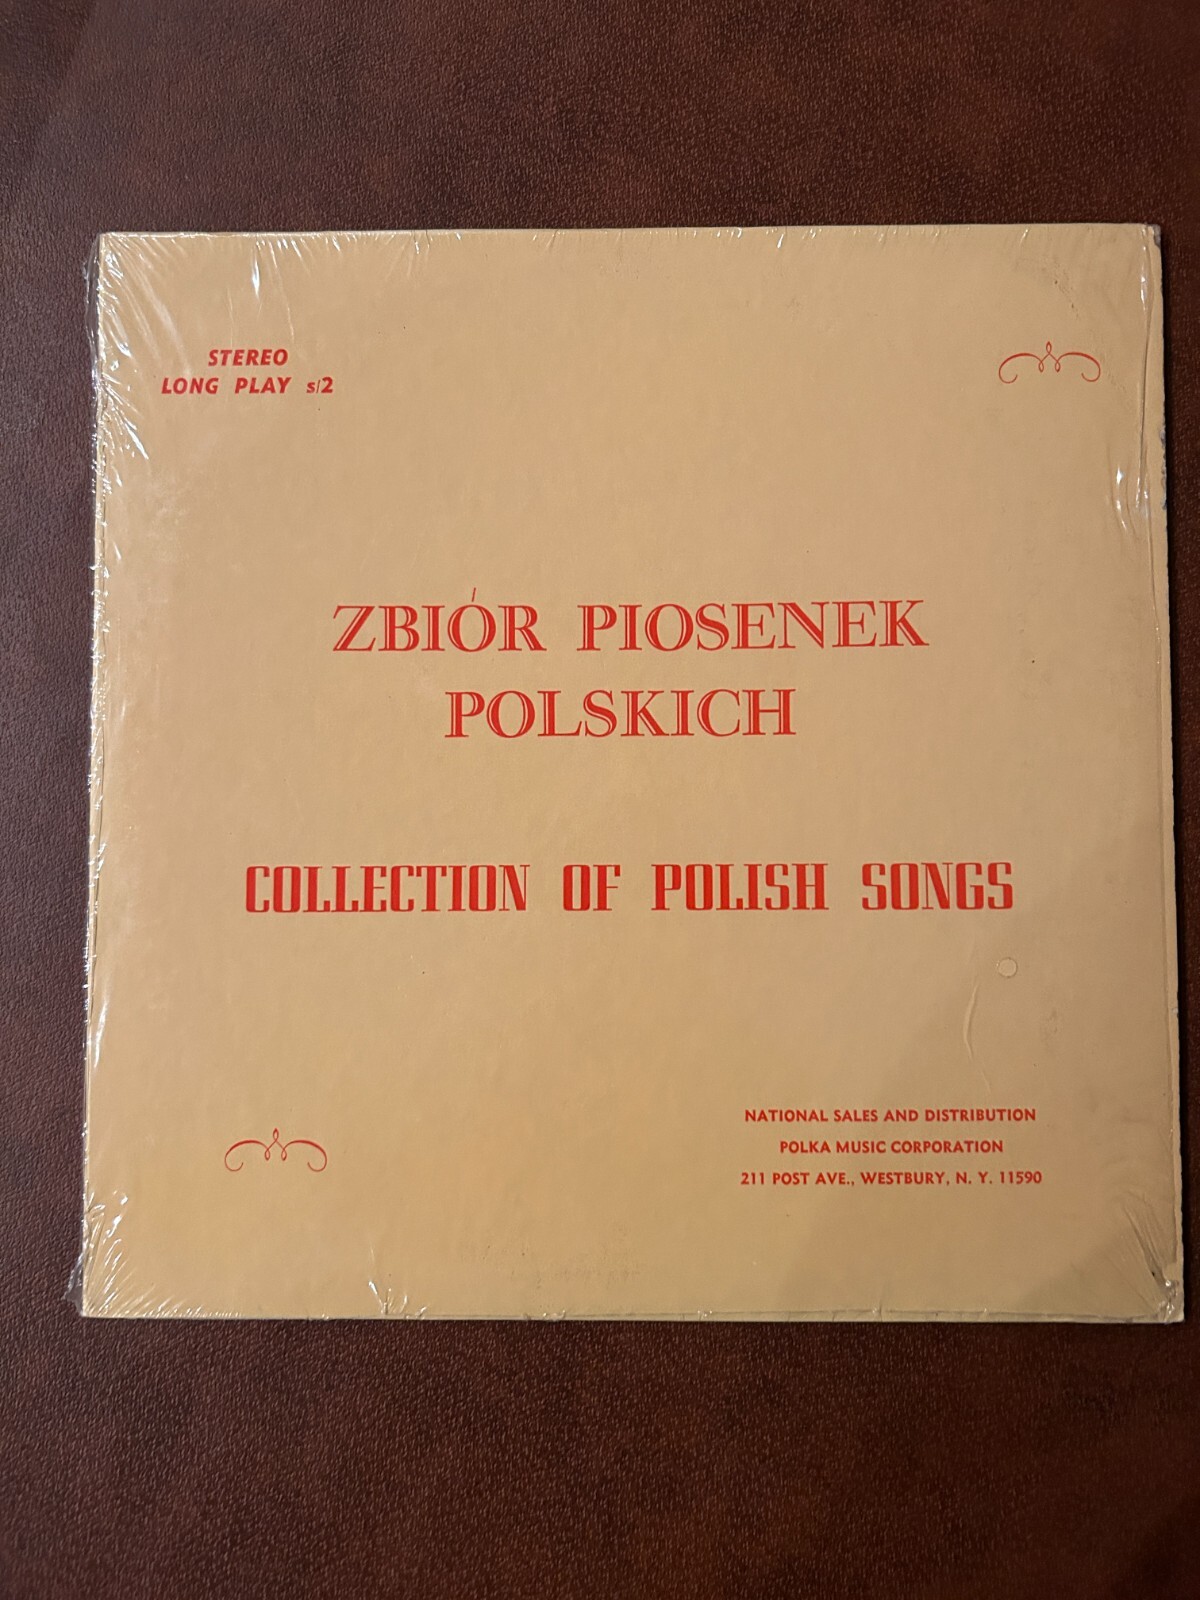 STEREO
LONG PLAY s/2
ZBIÓR PIOSENEK
POLSKICH
COLLECTION OF POLISH SONGS
NATIONAL SALES AND DISTRIBUTION
POLKA MUSIC CORPORATION
211 POST AVE., WESTBURY, N. Y. 11590